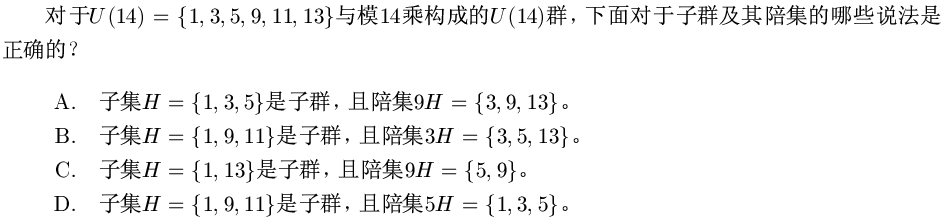 对于U(14) = {1, 3, 5, 9, 11, 13}与模14乘构成的U(14)群，下面对于子群及其陪集的哪些说法是
正确的？
A. 子集H = {1, 3, 5}是子群，且陪集9H = {3, 9, 13}。
B. 子集H = {1, 9, 11}是子群，且陪集3H = {3, 5, 13}。
C. 子集H = {1, 13}是子群，且陪集9H = {5, 9}。
D. 子集H = {1, 9, 11}是子群，且陪集5H = {1, 3, 5}。